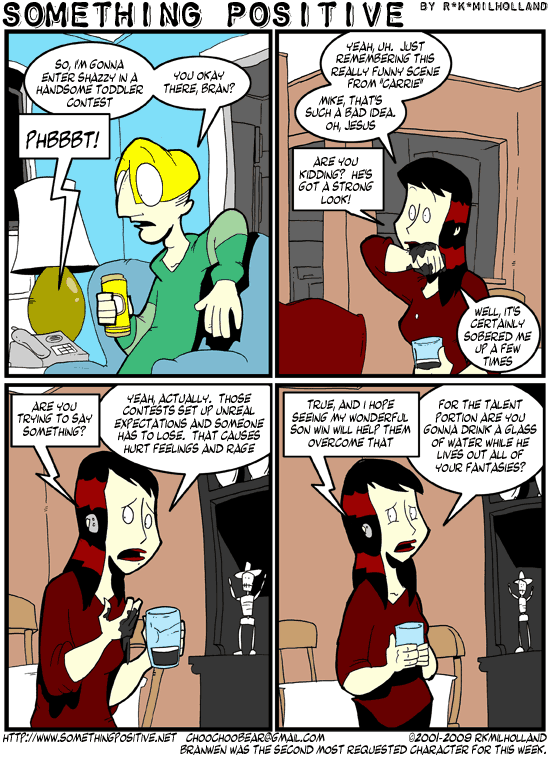 SOMETHING POSITIVE BY R*K*MILHOLLAND
SO, I'M GONNA
ENTER SHAZZY IN A
HANDSOME TODDLER
CONTEST
YOU OKAY
THERE, BRAN?
PHBBBT!
YEAH, UH. JUST
REMEMBERING THIS
REALLY FUNNY SCENE
FROM "CARRIE"
MIKE, THAT'S
SUCH A BAD IDEA.
OH, JESUS
ARE YOU
KIDDING? HE'S
GOT A STRONG
LOOK!
WELL, IT'S
CERTAINLY
SOBERED ME
UP A FEW
TIMES
ARE YOU
TRYING TO SAY
SOMETHING?
YEAH, ACTUALLY. THOSE
CONTESTS SET UP UNREAL
EXPECTATIONS AND SOMEONE
HAS TO LOSE. THAT CAUSES
HURT FEELINGS AND RAGE
TRUE, AND I HOPE
SEEING MY WONDERFUL
SON WIN WILL HELP THEM
OVERCOME THAT
FOR THE TALENT
PORTION ARE YOU
GONNA DRINK A GLASS
OF WATER WHILE HE
LIVES OUT ALL OF
YOUR FANTASIES?
HTTP://WWW.SOMETHINGPOSITIVE.NET CHOOCHOOBEAR@GMAIL.COM ©2001-2009 RKMILHOLLAND
BRANWEN WAS THE SECOND MOST REQUESTED CHARACTER FOR THIS WEEK.